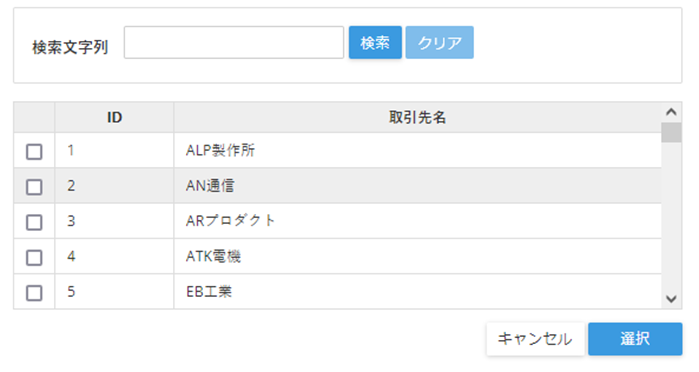 検索文字列 検索 クリア
ID 取引先名
1 ALP製作所
2 AN通信
3 ARプロダクト
4 ATK電機
5 EB工業
キャンセル 選択